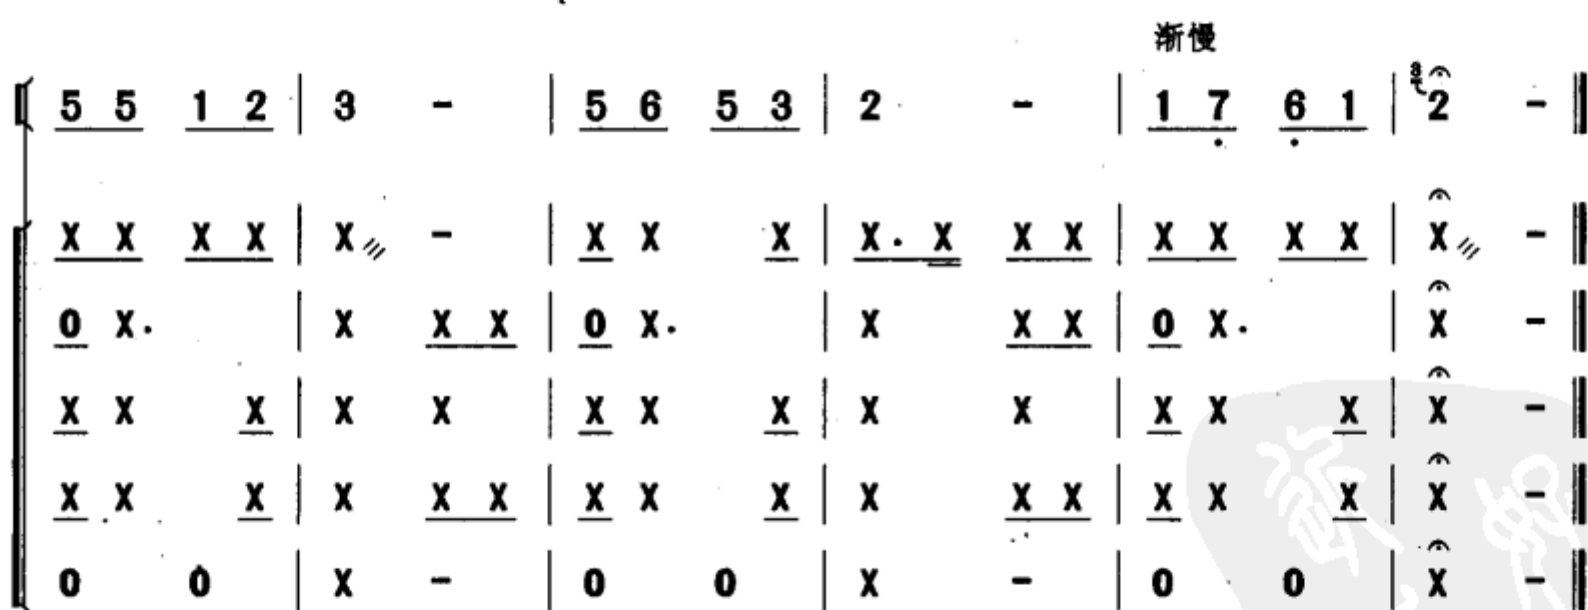 渐慢
5 5 1 2 | 3 - | 5 6 5 3 | 2 - | 1 7̣ 6̣ 1 | ³2 - ‖
X X X X | X /// - | X X X | X . X X X | X X X X | X /// - ‖
0 X . | X X X | 0 X . | X X X | 0 X . | X - ‖
X X X | X X | X X X | X X | X X X | X - ‖
X X X | X X X | X X X | X X X | X X X | X - ‖
0 0 | X - | 0 0 | X - | 0 0 | X - ‖